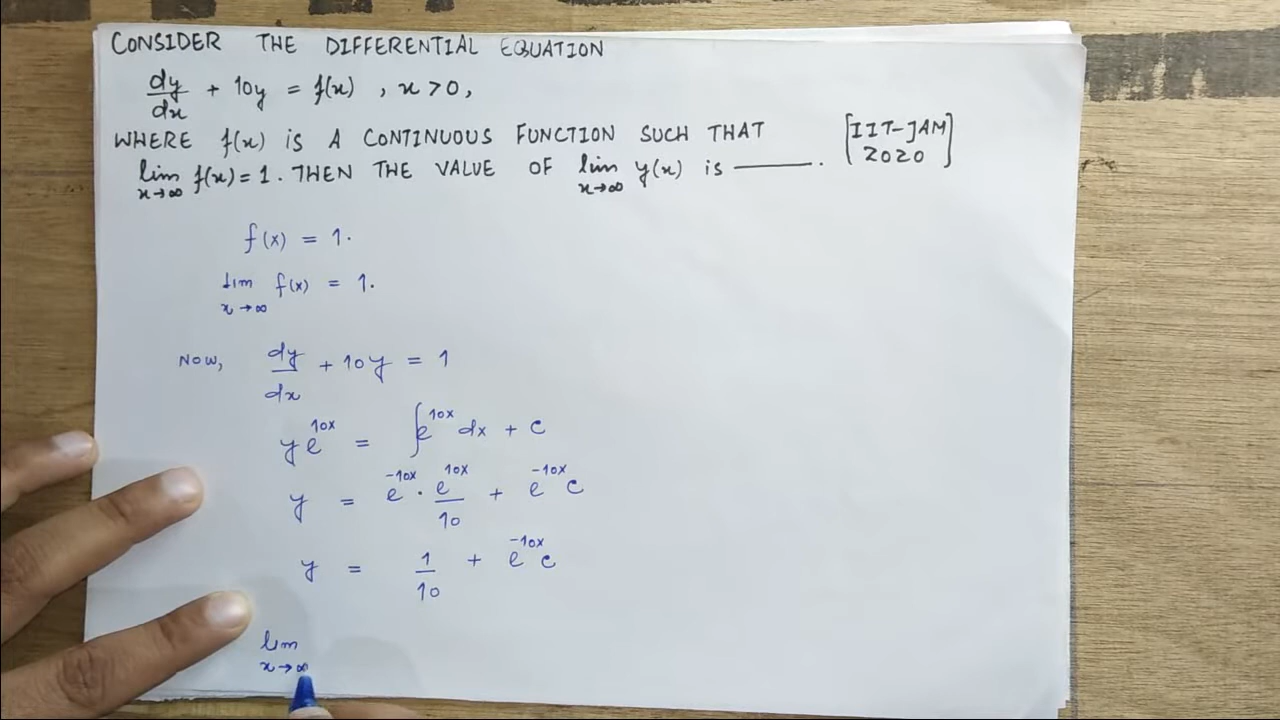 CONSIDER THE DIFFERENTIAL EQUATION
dy/dx + 10y = f(x) , x > 0,
WHERE f(x) IS A CONTINUOUS FUNCTION SUCH THAT [IIT-JAM 2020]
lim x→∞ f(x) = 1. THEN THE VALUE OF lim x→∞ y(x) is ———.
f(x) = 1.
lim x→∞ f(x) = 1.
NOW, dy/dx + 10y = 1
y e^10x = ∫e^10x dx + c
y = e^-10x · e^10x/10 + e^-10x c
y = 1/10 + e^-10x c
lim x→∞